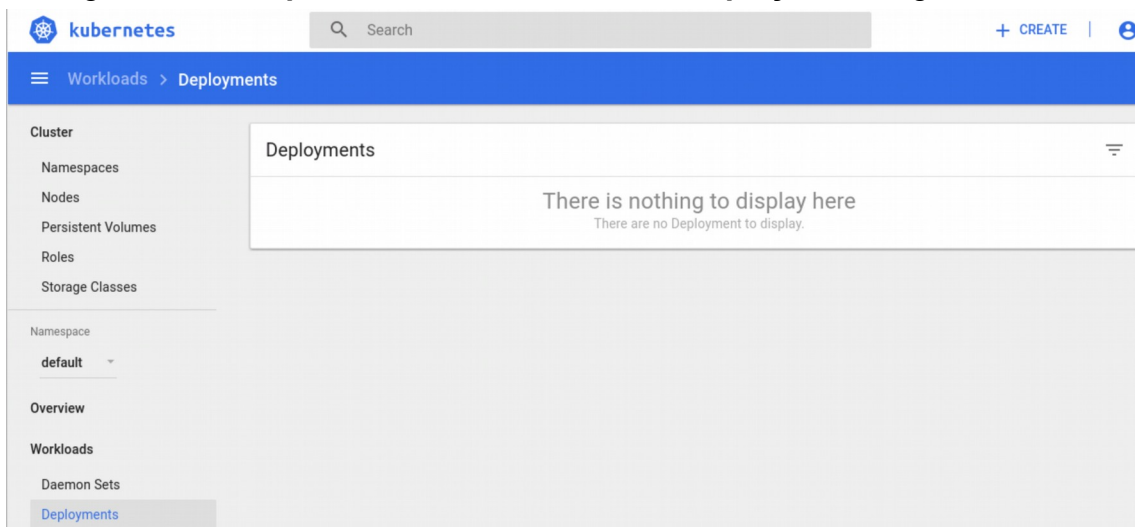 kubernetes
Search
+ CREATE
Workloads > Deployments
Cluster
Namespaces
Nodes
Persistent Volumes
Roles
Storage Classes
Namespace
default
Overview
Workloads
Daemon Sets
Deployments
Deployments
There is nothing to display here
There are no Deployment to display.